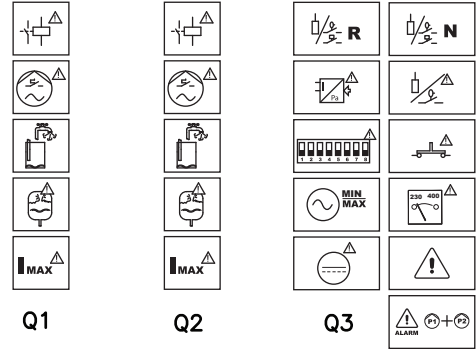 R
N
Pa
1 2 3 4 5 6 7 8
MIN
MAX
230 400
MAX
MAX
Q1
Q2
Q3
ALARM
P1 + P2